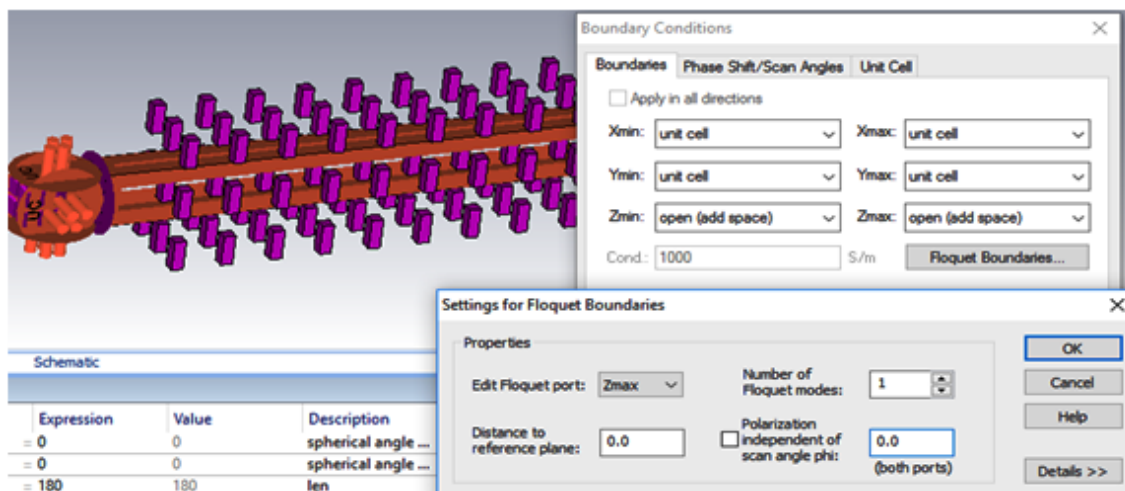 Boundary Conditions
Boundaries Phase Shift/Scan Angles Unit Cell
Apply in all directions
Xmin: unit cell Xmax: unit cell
Ymin: unit cell Ymax: unit cell
Zmin: open (add space) Zmax: open (add space)
Cond.: 1000 S/m Floquet Boundaries...
Settings for Floquet Boundaries
Properties
Edit Floquet port: Zmax
Number of
Floquet modes: 1
Distance to
reference plane: 0.0
Polarization
independent of
scan angle phi: 0.0
(both ports)
OK
Cancel
Help
Details >>
Schematic
Expression Value Description
= 0 0 spherical angle ...
= 0 0 spherical angle ...
= 180 180 len